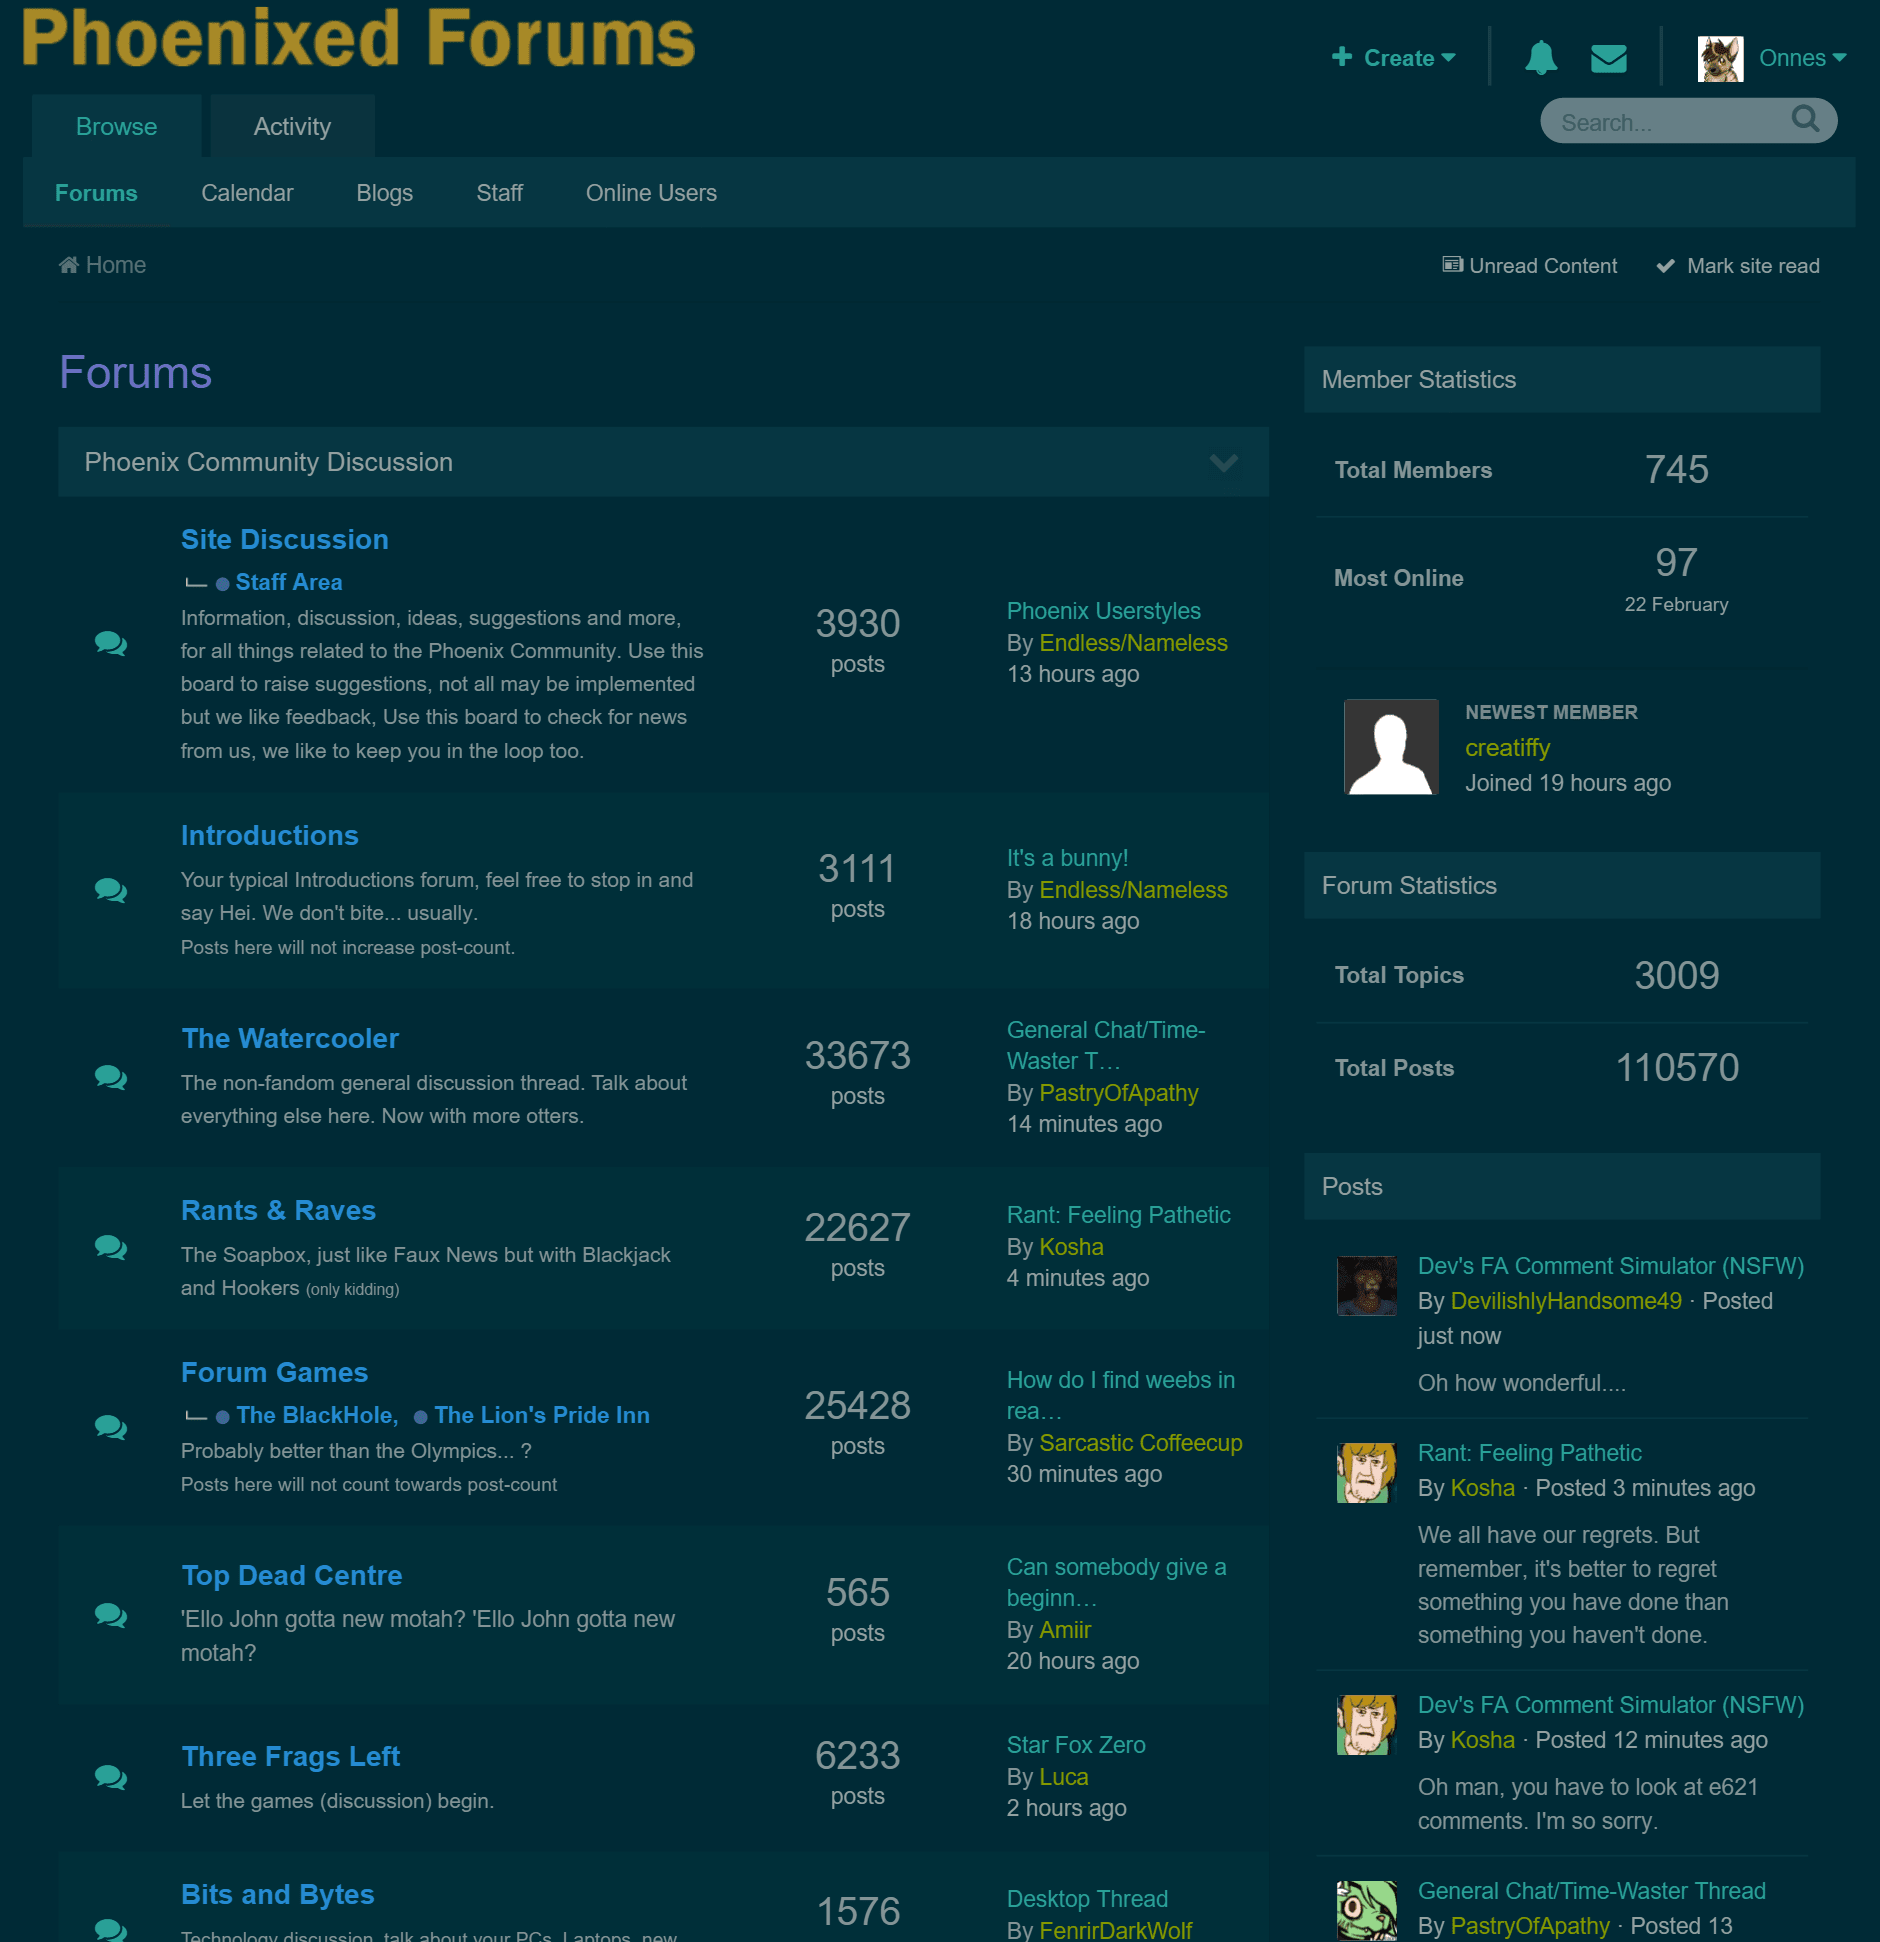 Phoenixed Forums
Create
Onnes
Browse
Activity
Search...
Forums
Calendar
Blogs
Staff
Online Users
Home
Unread Content
Mark site read
Forums
Phoenix Community Discussion
Site Discussion
Staff Area
Information, discussion, ideas, suggestions and more,
for all things related to the Phoenix Community. Use this
board to raise suggestions, not all may be implemented
but we like feedback, Use this board to check for news
from us, we like to keep you in the loop too.
3930
posts
Phoenix Userstyles
By Endless/Nameless
13 hours ago
Introductions
Your typical Introductions forum, feel free to stop in and
say Hei. We don't bite... usually.
Posts here will not increase post-count.
3111
posts
It's a bunny!
By Endless/Nameless
18 hours ago
The Watercooler
The non-fandom general discussion thread. Talk about
everything else here. Now with more otters.
33673
posts
General Chat/Time-
Waster T…
By PastryOfApathy
14 minutes ago
Rants & Raves
The Soapbox, just like Faux News but with Blackjack
and Hookers (only kidding)
22627
posts
Rant: Feeling Pathetic
By Kosha
4 minutes ago
Forum Games
The BlackHole, The Lion's Pride Inn
Probably better than the Olympics... ?
Posts here will not count towards post-count
25428
posts
How do I find weebs in
rea…
By Sarcastic Coffeecup
30 minutes ago
Top Dead Centre
'Ello John gotta new motah? 'Ello John gotta new
motah?
565
posts
Can somebody give a
beginn…
By Amiir
20 hours ago
Three Frags Left
Let the games (discussion) begin.
6233
posts
Star Fox Zero
By Luca
2 hours ago
Bits and Bytes
Technology discussion, talk about your PCs, Laptops, new
1576
Desktop Thread
By FenrirDarkWolf
Member Statistics
Total Members
745
Most Online
97
22 February
NEWEST MEMBER
creatiffy
Joined 19 hours ago
Forum Statistics
Total Topics
3009
Total Posts
110570
Posts
Dev's FA Comment Simulator (NSFW)
By DevilishlyHandsome49 · Posted
just now
Oh how wonderful....
Rant: Feeling Pathetic
By Kosha · Posted 3 minutes ago
We all have our regrets. But
remember, it's better to regret
something you have done than
something you haven't done.
Dev's FA Comment Simulator (NSFW)
By Kosha · Posted 12 minutes ago
Oh man, you have to look at e621
comments. I'm so sorry.
General Chat/Time-Waster Thread
By PastryOfApathy · Posted 13